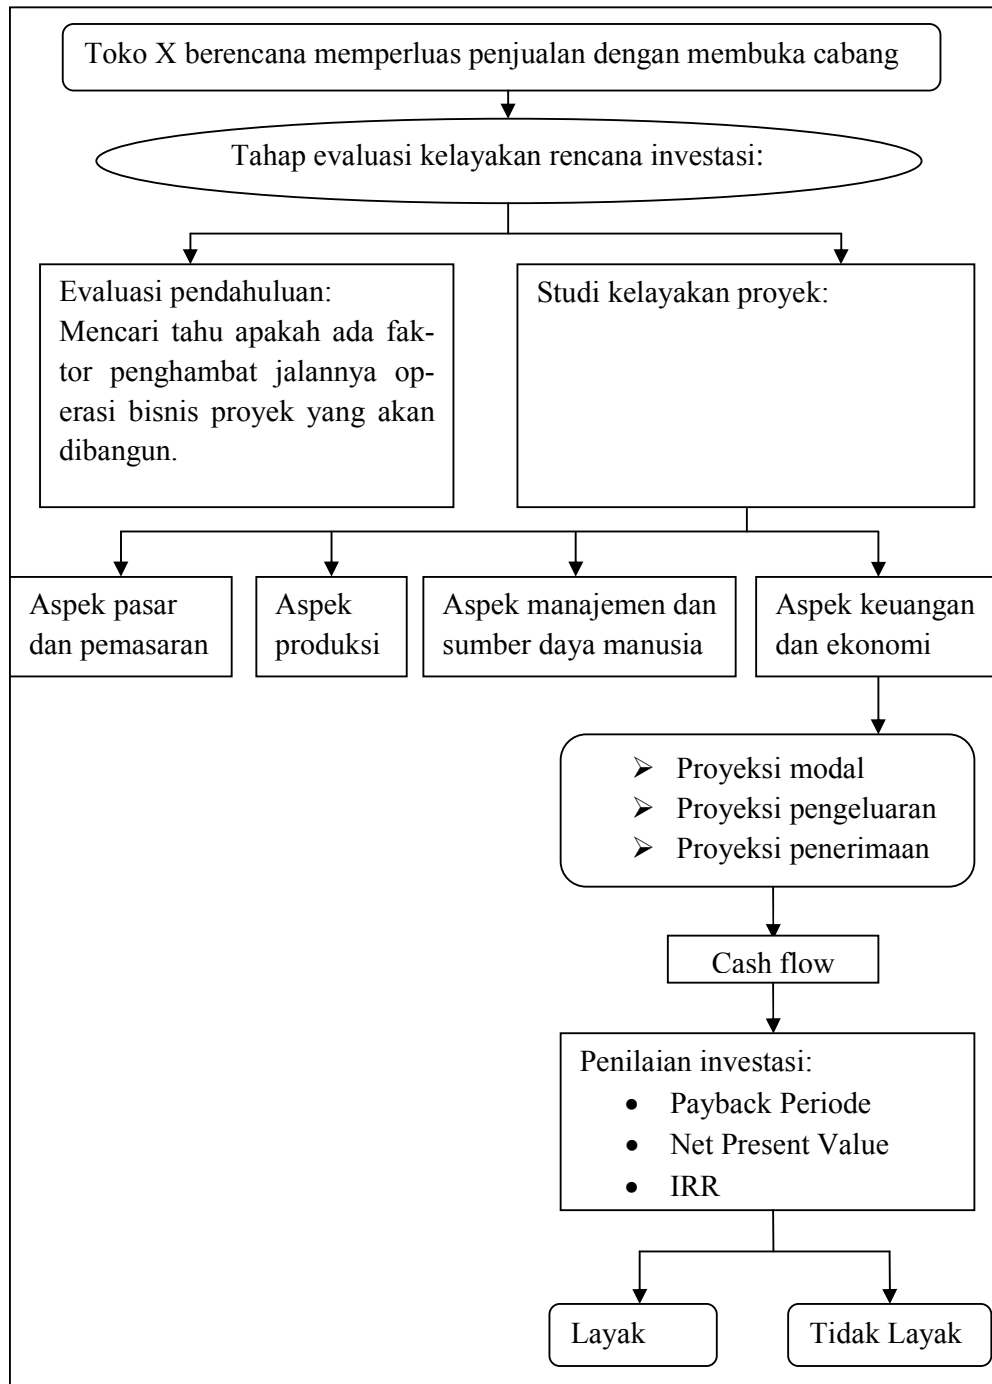 Toko X berencana memperluas penjualan dengan membuka cabang
Tahap evaluasi kelayakan rencana investasi:
Evaluasi pendahuluan:
Mencari tahu apakah ada fak-
tor penghambat jalannya op-
erasi bisnis proyek yang akan
dibangun.
Studi kelayakan proyek:
Aspek pasar
dan pemasaran
Aspek
produksi
Aspek manajemen dan
sumber daya manusia
Aspek keuangan
dan ekonomi
➢ Proyeksi modal
➢ Proyeksi pengeluaran
➢ Proyeksi penerimaan
Cash flow
Penilaian investasi:
• Payback Periode
• Net Present Value
• IRR
Layak
Tidak Layak